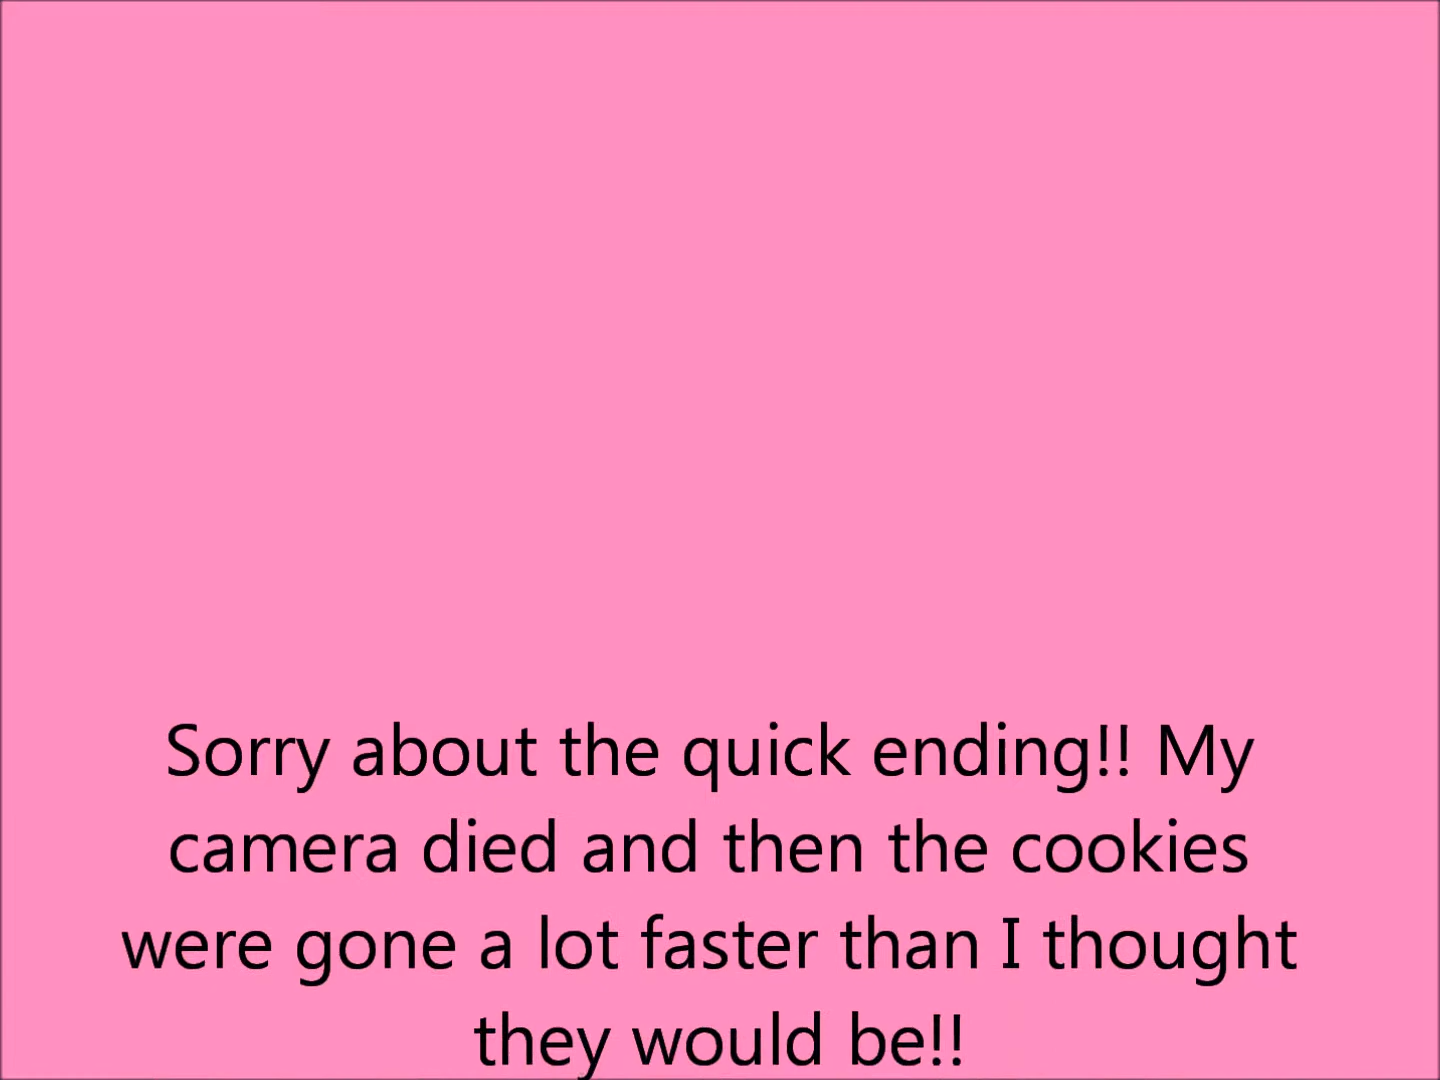 Sorry about the quick ending!! My
camera died and then the cookies
were gone a lot faster than I thought
they would be!!